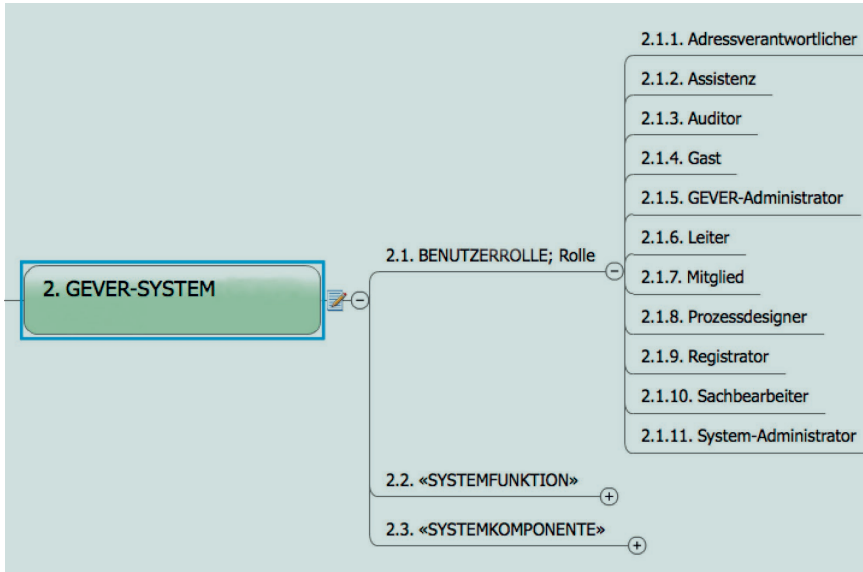 2. GEVER-SYSTEM
2.1. BENUTZERROLLE; Rolle
2.1.1. Adressverantwortlicher
2.1.2. Assistenz
2.1.3. Auditor
2.1.4. Gast
2.1.5. GEVER-Administrator
2.1.6. Leiter
2.1.7. Mitglied
2.1.8. Prozessdesigner
2.1.9. Registrator
2.1.10. Sachbearbeiter
2.1.11. System-Administrator
2.2. «SYSTEMFUNKTION»
2.3. «SYSTEMKOMPONENTE»